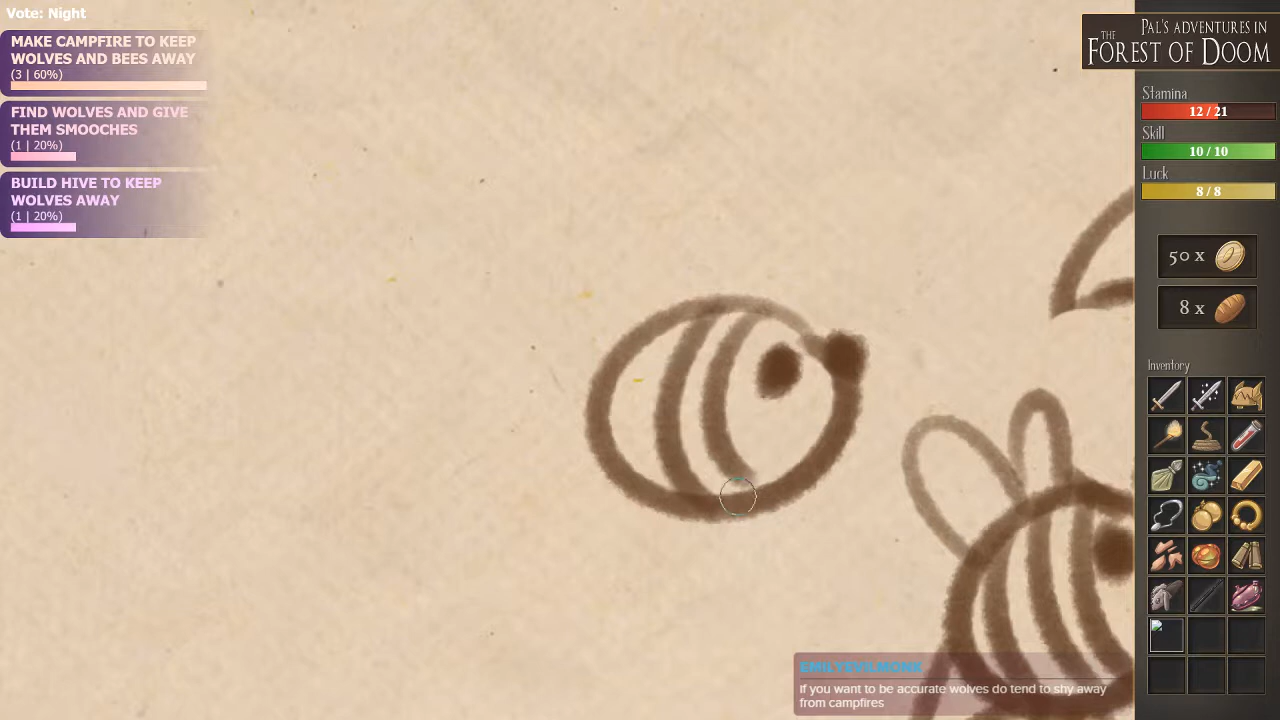 Vote: Night
MAKE CAMPFIRE TO KEEP
WOLVES AND BEES AWAY
(3 | 60%)
FIND WOLVES AND GIVE
THEM SMOOCHES
(1 | 20%)
BUILD HIVE TO KEEP
WOLVES AWAY
(1 | 20%)
PAL'S ADVENTURES IN
THE FOREST OF DOOM
Stamina
12 / 21
Skill
10 / 10
Luck
8 / 8
50 x
8 x
Inventory
EMILYEVILMONK
If you want to be accurate wolves do tend to shy away
from campfires